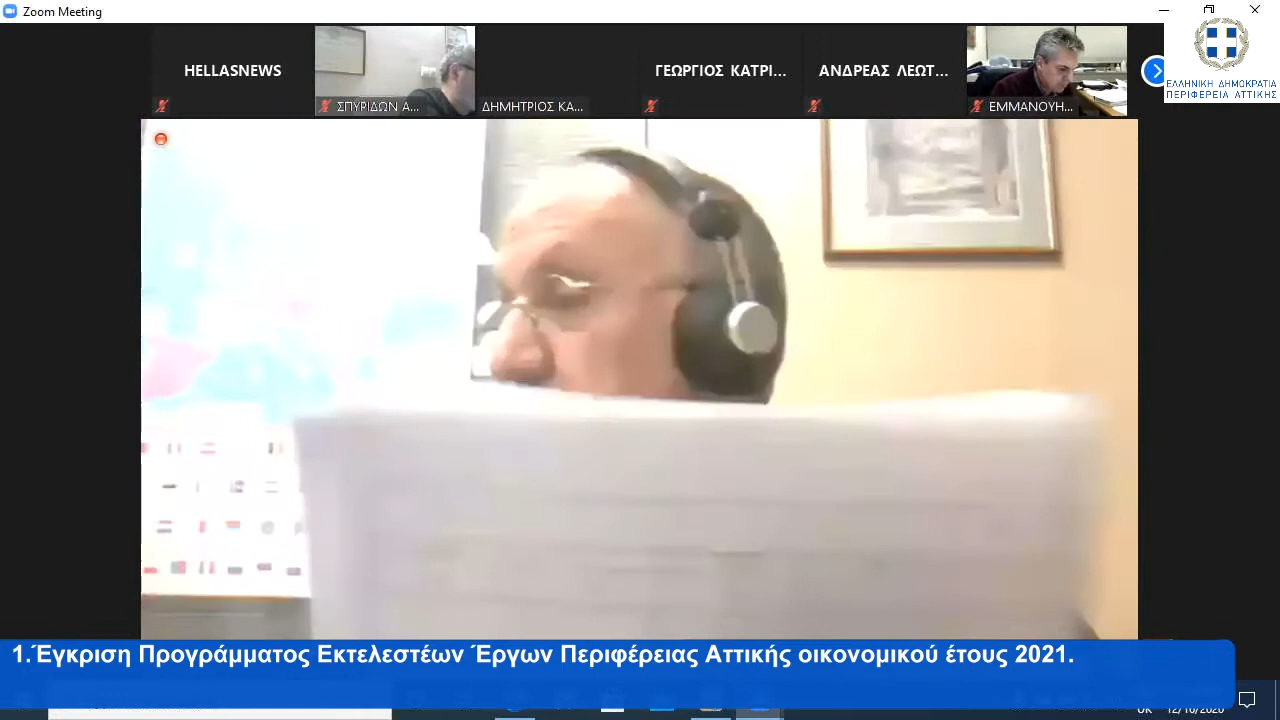 Zoom Meeting
HELLASNEWS
ΣΠΥΡΙΔΩΝ Α...
ΔΗΜΗΤΡΙΟΣ ΚΑ...
ΓΕΩΡΓΙΟΣ ΚΑΤΡΙ...
ΑΝΔΡΕΑΣ ΛΕΩΤ...
ΕΜΜΑΝΟΥΗ...
ΕΛΛΗΝΙΚΗ ΔΗΜΟΚΡΑΤΙΑ
ΠΕΡΙΦΕΡΕΙΑ ΑΤΤΙΚΗΣ
1.Έγκριση Προγράμματος Εκτελεστέων Έργων Περιφέρειας Αττικής οικονομικού έτους 2021.